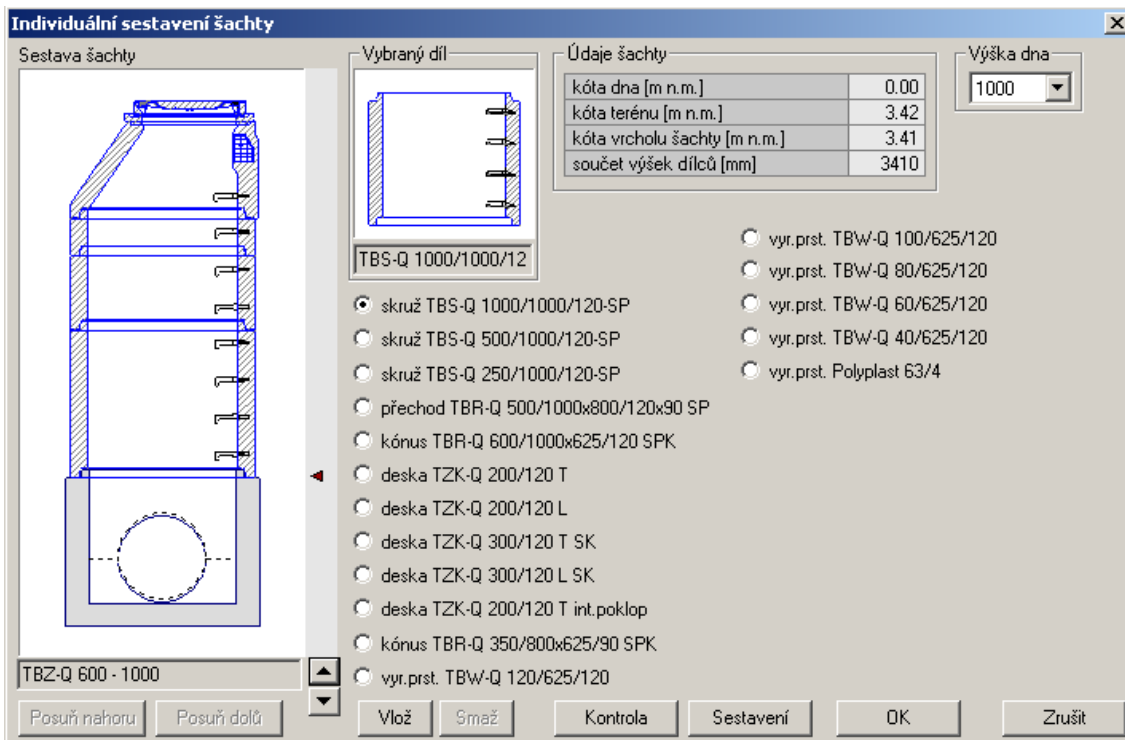 Individuální sestavení šachty
Sestava šachty
Vybraný díl
Údaje šachty
Výška dna
kóta dna [m n.m.] 0.00
kóta terénu [m n.m.] 3.42
kóta vrcholu šachty [m n.m.] 3.41
součet výšek dílců [mm] 3410
1000
TBS-Q 1000/1000/12
skruž TBS-Q 1000/1000/120-SP
skruž TBS-Q 500/1000/120-SP
skruž TBS-Q 250/1000/120-SP
přechod TBR-Q 500/1000x800/120x90 SP
kónus TBR-Q 600/1000x625/120 SPK
deska TZK-Q 200/120 T
deska TZK-Q 200/120 L
deska TZK-Q 300/120 T SK
deska TZK-Q 300/120 L SK
deska TZK-Q 200/120 T int.poklop
kónus TBR-Q 350/800x625/90 SPK
vyr.prst. TBW-Q 120/625/120
vyr.prst. TBW-Q 100/625/120
vyr.prst. TBW-Q 80/625/120
vyr.prst. TBW-Q 60/625/120
vyr.prst. TBW-Q 40/625/120
vyr.prst. Polyplast 63/4
TBZ-Q 600 - 1000
Posuň nahoru
Posuň dolů
Vlož
Smaž
Kontrola
Sestavení
OK
Zrušit